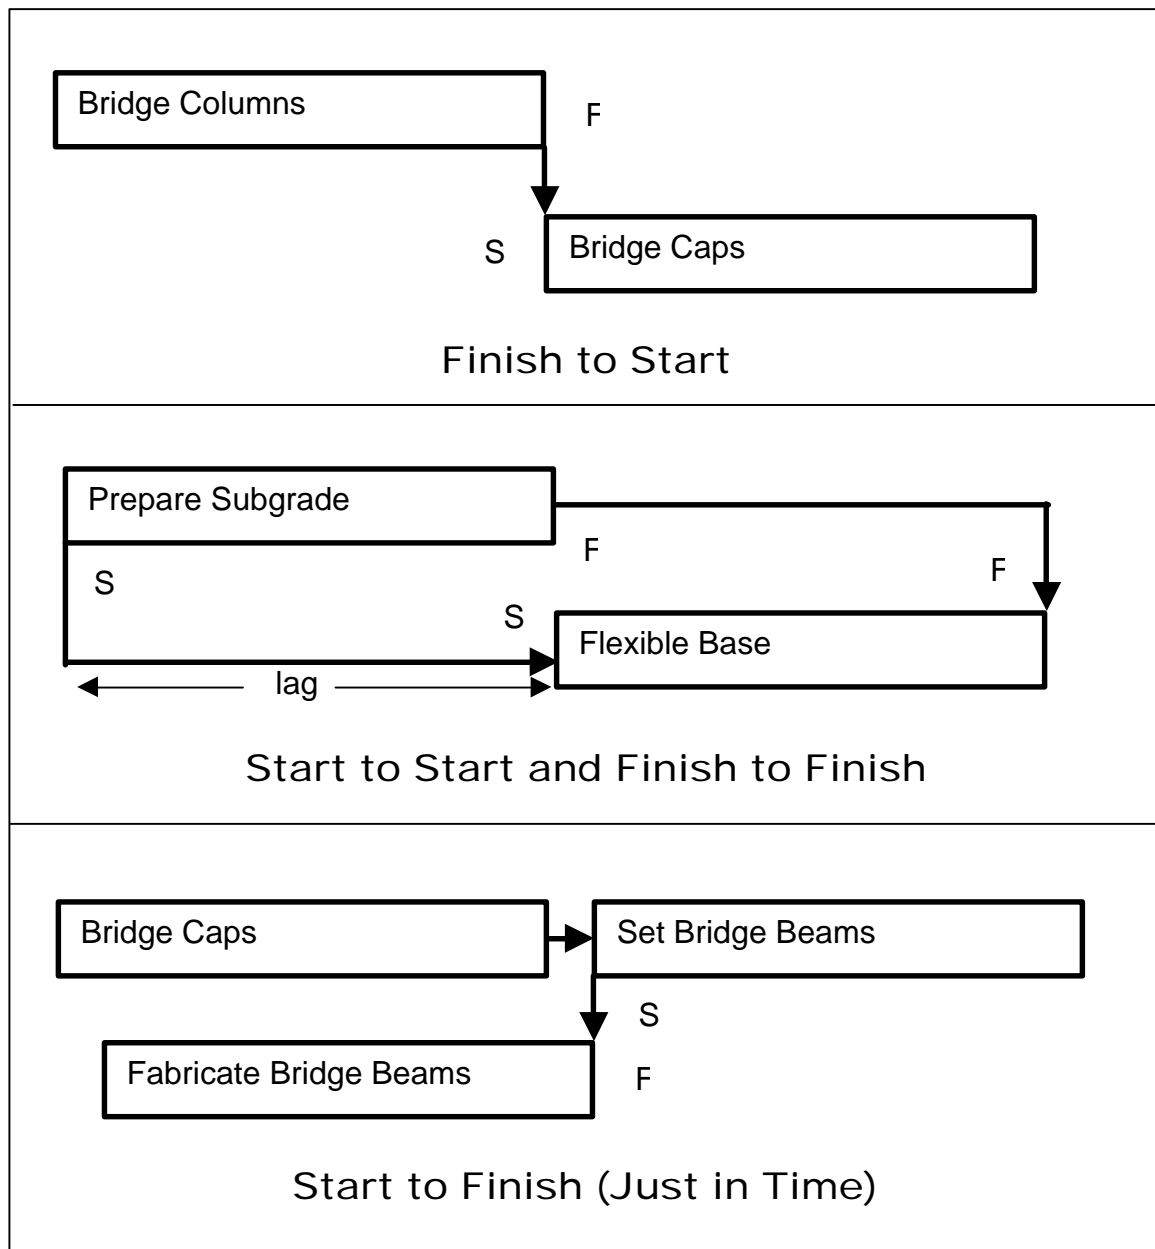 Bridge Columns
F
S
Bridge Caps
Finish to Start
Prepare Subgrade
F
F
S
S
Flexible Base
lag
Start to Start and Finish to Finish
Bridge Caps
Set Bridge Beams
S
Fabricate Bridge Beams
F
Start to Finish (Just in Time)